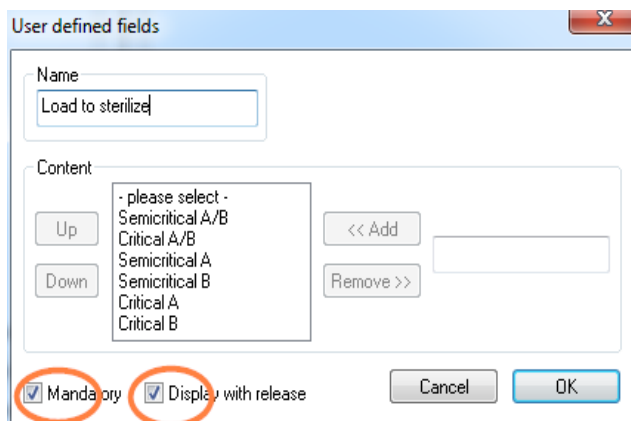 User defined fields
Name
Load to sterilize
Content
- please select -
Semicritical A/B
Critical A/B
Semicritical A
Semicritical B
Critical A
Critical B
Up
Down
<< Add
Remove >>
Mandatory
Display with release
Cancel
OK